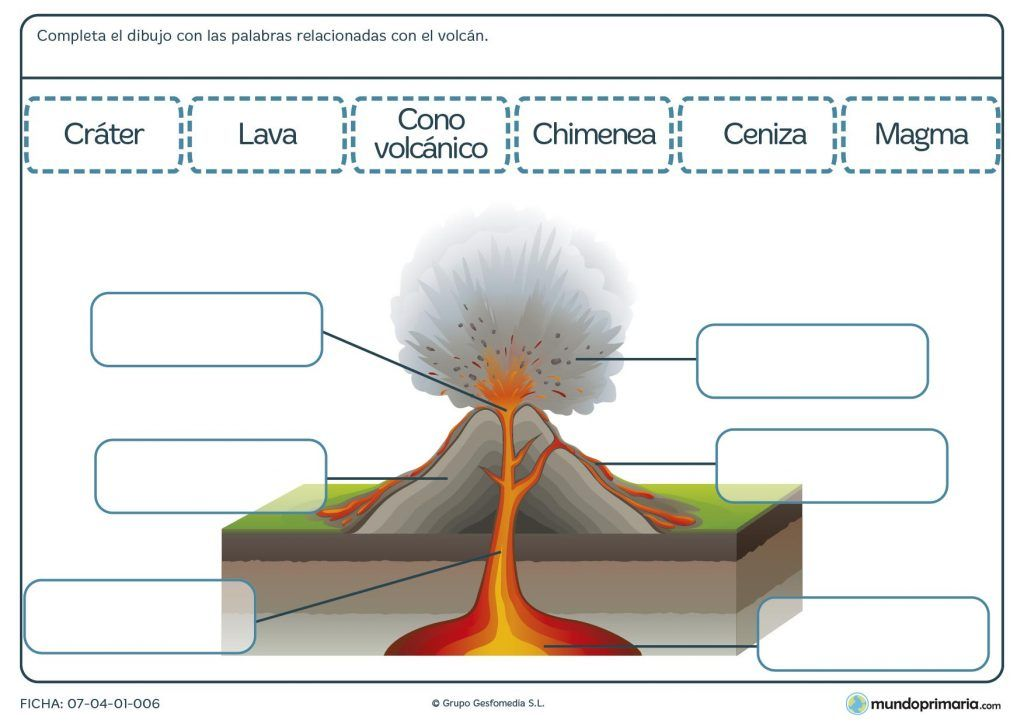 Completa el dibujo con las palabras relacionadas con el volcán.
Cráter
Lava
Cono
volcánico
Chimenea
Ceniza
Magma
FICHA: 07-04-01-006
© Grupo Gesfomedia S.L.
mundoprimaria.com